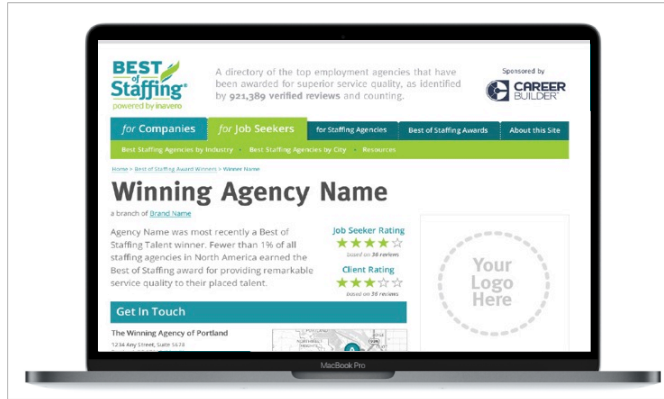 BEST
of
Staffing
powered by inavero
A directory of the top employment agencies that have
been awarded for superior service quality, as identified
by 921,389 verified reviews and counting.
Sponsored by
CAREER
BUILDER
for Companies
for Job Seekers
for Staffing Agencies
Best of Staffing Awards
About this Site
Best Staffing Agencies by Industry • Best Staffing Agencies by City • Resources
Home > Best of Staffing Award Winners > Winner Name
Winning Agency Name
a branch of Brand Name
Agency Name was most recently a Best of
Staffing Talent winner. Fewer than 1% of all
staffing agencies in North America earned the
Best of Staffing award for providing remarkable
service quality to their placed talent.
Job Seeker Rating
based on 30 reviews
Client Rating
based on 20 reviews
Your
Logo
Here
Get In Touch
The Winning Agency of Portland
MacBook Pro